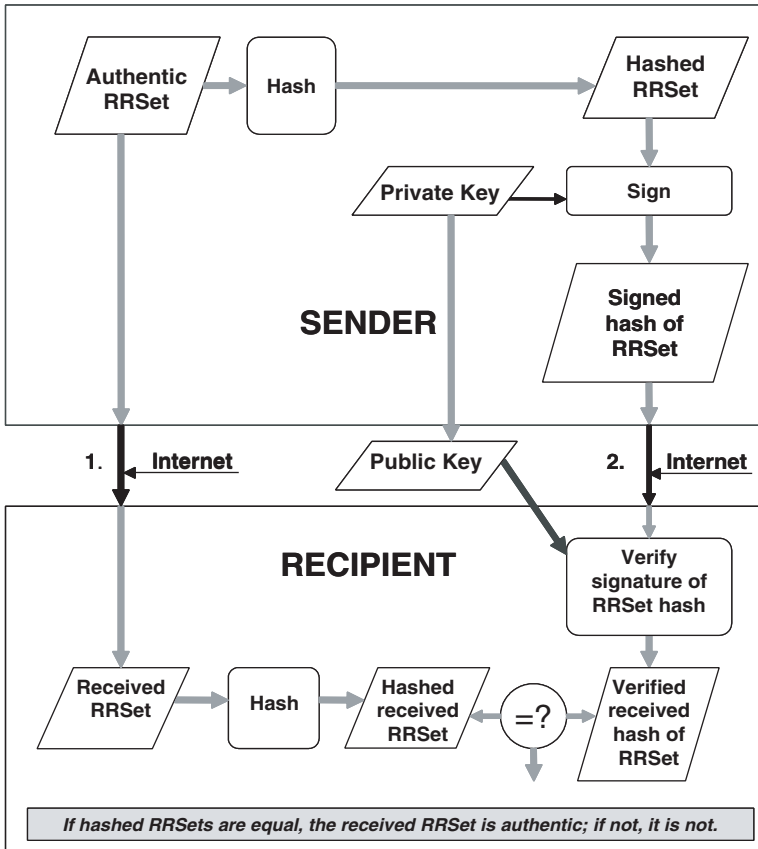 Authentic
RRSet
Hash
Hashed
RRSet
Private Key
Sign
SENDER
Signed
hash of
RRSet
1.
Internet
Public Key
2.
Internet
RECIPIENT
Verify
signature of
RRSet hash
Received
RRSet
Hash
Hashed
received
RRSet
=?
Verified
received
hash of
RRSet
If hashed RRSets are equal, the received RRSet is authentic; if not, it is not.